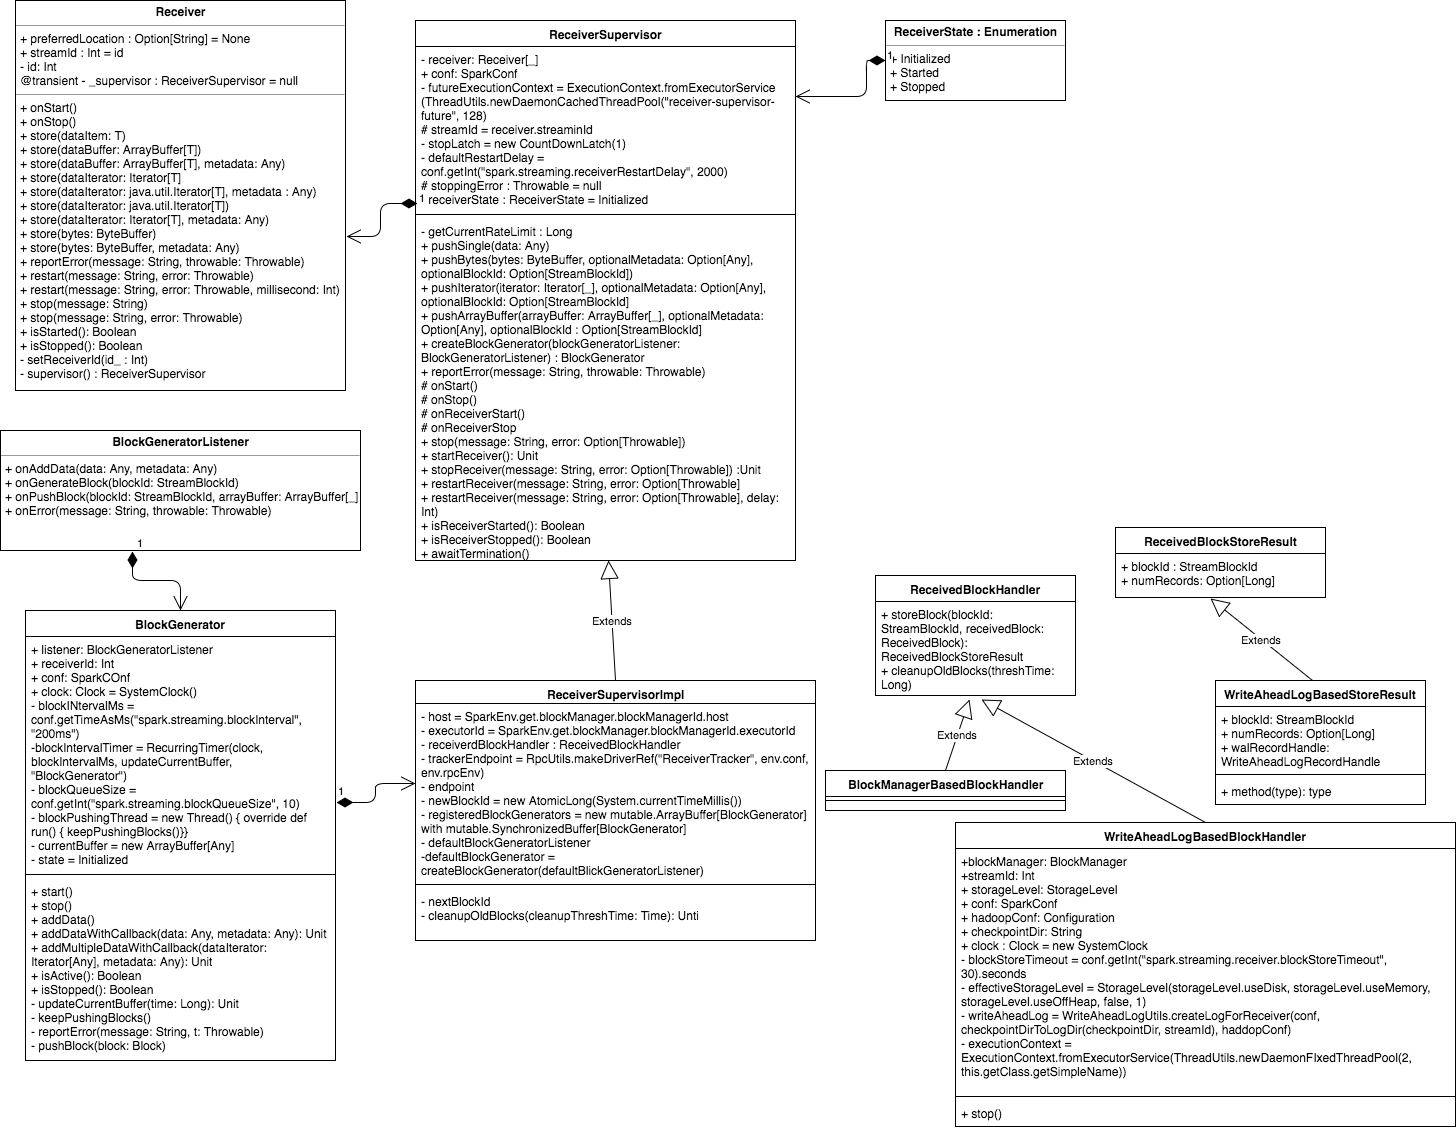 Receiver
+ preferredLocation : Option[String] = None
+ streamId : Int = id
- id: Int
@transient - _supervisor : ReceiverSupervisor = null
+ onStart()
+ onStop()
+ store(dataItem: T)
+ store(dataBuffer: ArrayBuffer[T])
+ store(dataBuffer: ArrayBuffer[T], metadata: Any)
+ store(dataIterator: Iterator[T]
+ store(dataIterator: java.util.Iterator[T], metadata : Any)
+ store(dataIterator: java.util.Iterator[T])
+ store(dataIterator: Iterator[T], metadata: Any)
+ store(bytes: ByteBuffer)
+ store(bytes: ByteBuffer, metadata: Any)
+ reportError(message: String, throwable: Throwable)
+ restart(message: String, error: Throwable)
+ restart(message: String, error: Throwable, millisecond: Int)
+ stop(message: String)
+ stop(message: String, error: Throwable)
+ isStarted(): Boolean
+ isStopped(): Boolean
- setReceiverId(id_ : Int)
- supervisor() : ReceiverSupervisor
ReceiverSupervisor
- receiver: Receiver[_]
+ conf: SparkConf
- futureExecutionContext = ExecutionContext.fromExecutorService
(ThreadUtils.newDaemonCachedThreadPool("receiver-supervisor-
future", 128)
# streamId = receiver.streminId
- stopLatch = new CountDownLatch(1)
- defaultRestartDelay =
conf.getInt("spark.streaming.receiverRestartDelay", 2000)
# stoppingError : Throwable = null
1 receiverState : ReceiverState = Initialized
- getCurrentRateLimit : Long
+ pushSingle(data: Any)
+ pushBytes(bytes: ByteBuffer, optionalMetadata: Option[Any],
optionalBlockId: Option[StreamBlockId])
+ pushIterator(iterator: Iterator[_], optionalMetadata: Option[Any],
optionalBlockId: Option[StreamBlockId]
+ pushArrayBuffer(arrayBuffer: ArrayBuffer[_], optionalMetadata:
Option[Any], optionalBlockId : Option[StreamBlockId]
+ createBlockGenerator(blockGeneratorListener:
BlockGeneratorListener) : BlockGenerator
+ reportError(message: String, throwable: Throwable)
# onStart()
# onStop()
# onReceiverStart()
# onReceiverStop
+ stop(message: String, error: Option[Throwable])
+ startReceiver(): Unit
+ stopReceiver(message: String, error: Option[Throwable]) :Unit
+ restartReceiver(message: String, error: Option[Throwable]
+ restartReceiver(message: String, error: Option[Throwable], delay:
Int)
+ isReceiverStarted(): Boolean
+ isReceiverStopped(): Boolean
+ awaitTermination()
ReceiverState : Enumeration
1
+ Initialized
+ Started
+ Stopped
BlockGeneratorListener
+ onAddData(data: Any, metadata: Any)
+ onGenerateBlock(blockId: StreamBlockId)
+ onPushBlock(blockId: StreamBlockId, arrayBuffer: ArrayBuffer[_]
+ onError(message: String, throwable: Throwable)
1
BlockGenerator
+ listener: BlockGeneratorListener
+ receiverId: Int
+ conf: SparkCOnf
+ clock: Clock = SystemClock()
- blockINtervalMs =
conf.getTimeAsMs("spark.streaming.blockInterval",
"200ms")
-blockIntervalTimer = RecurringTimer(clock,
blockIntervalMs, updateCurrentBuffer,
"BlockGenerator")
- blockQueueSize =
conf.getInt("spark.streaming.blockQueueSize", 10)
- blockPushingThread = new Thread() { override def
run() { keepPushingBlocks()}}
- currentBuffer = new ArrayBuffer[Any]
- state = Initialized
+ start()
+ stop()
+ addData()
+ addDataWithCallback(data: Any, metadata: Any): Unit
+ addMultipleDataWithCallback(dataIterator:
Iterator[Any], metadata: Any): Unit
+ isActive(): Boolean
+ isStopped(): Boolean
- updateCurrentBuffer(time: Long): Unit
- keepPushingBlocks()
- reportError(message: String, t: Throwable)
- pushBlock(block: Block)
1
Extends
ReceiverSupervisorImpl
- host = SparkEnv.get.blockManager.blockManagerId.host
- executorId = SparkEnv.get.blockManager.blockManagerId.executorId
- receiverdBlockHandler : ReceivedBlockHandler
- trackerEndpoint = RpcUtils.makeDriverRef("ReceiverTracker", env.conf,
env.rpcEnv)
- endpoint
- newBlockId = new AtomicLong(System.currentTimeMillis())
- registeredBlockGenerators = new mutable.ArrayBuffer[BlockGenerator]
with mutable.SynchronizedBuffer[BlockGenerator]
- defaultBlockGeneratorListener
-defaultBlockGenerator =
createBlockGenerator(defaultBlickGeneratorListener)
- nextBlockId
- cleanupOldBlocks(cleanupThreshTime: Time): Unti
ReceivedBlockHandler
+ storeBlock(blockId:
StreamBlockId, receivedBlock:
ReceivedBlock):
ReceivedBlockStoreResult
+ cleanupOldBlocks(threshTime:
Long)
Extends
BlockManagerBasedBlockHandler
Extends
ReceivedBlockStoreResult
+ blockId : StreamBlockId
+ numRecords: Option[Long]
Extends
WriteAheadLogBasedStoreResult
+ blockId: StreamBlockId
+ numRecords: Option[Long]
+ walRecordHandle:
WriteAheadLogRecordHandle
+ method(type): type
WriteAheadLogBasedBlockHandler
+blockManager: BlockManager
+streamId: Int
+ storageLevel: StorageLevel
+ conf: SparkConf
+ hadoopConf: Configuration
+ checkpointDir: String
+ clock : Clock = new SystemClock
- blockStoreTimeout = conf.getInt("spark.streaming.receiver.blockStoreTimeout",
30).seconds
- effectiveStorageLevel = StorageLevel(storageLevel.useDisk, storageLevel.useMemory,
storageLevel.useOffHeap, false, 1)
- writeAheadLog = WriteAheadLogUtils.createLogForReceiver(conf,
checkpointDirToLogDir(checkpointDir, streamId), haddopConf)
- executionContext =
ExecutionContext.fromExecutorService(ThreadUtils.newDaemonFIxedThreadPool(2,
this.getClass.getSimpleName))
+ stop()